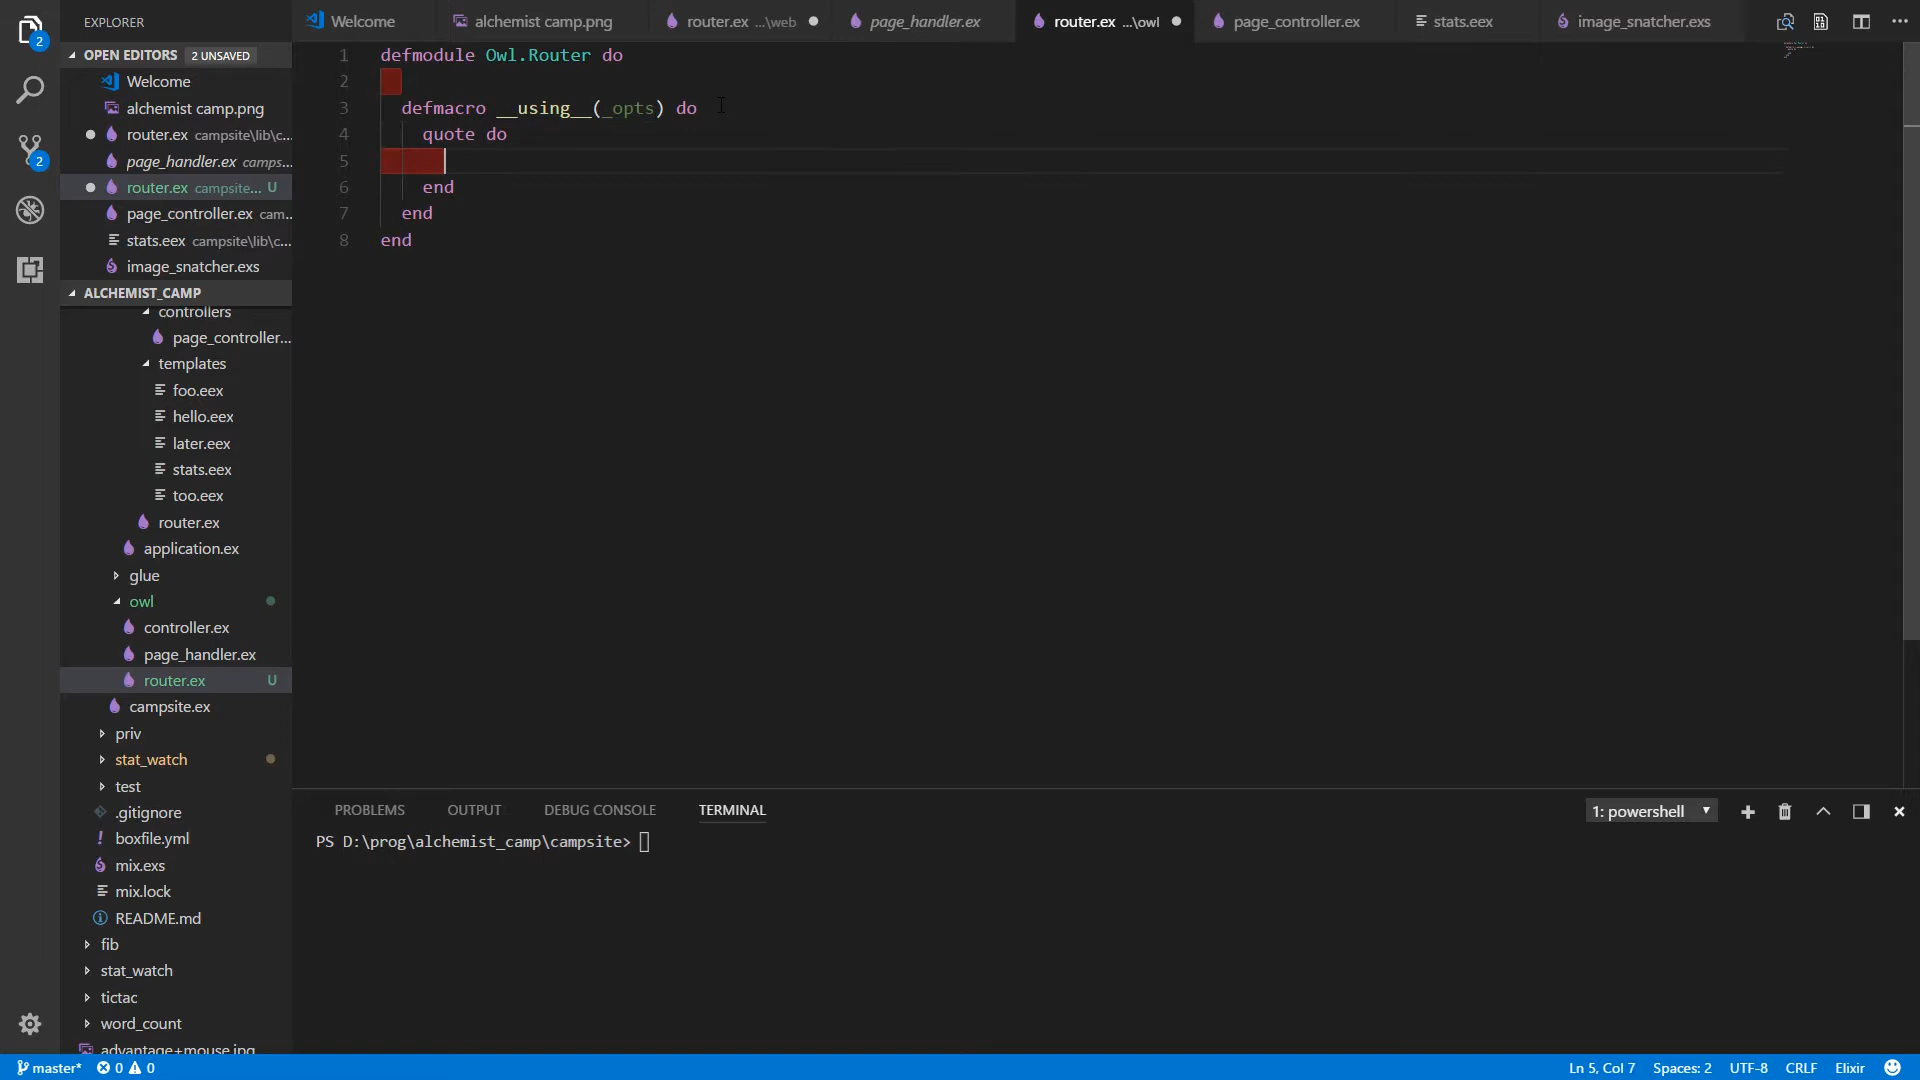 EXPLORER
Welcome
alchemist camp.png
router.ex ...\web
page_handler.ex
router.ex ...\owl
page_controller.ex
stats.eex
image_snatcher.exs
OPEN EDITORS 2 UNSAVED
Welcome
alchemist camp.png
router.ex campsite\lib\c...
page_handler.ex camps...
router.ex campsite... U
page_controller.ex cam...
stats.eex campsite\lib\c...
image_snatcher.exs
ALCHEMIST_CAMP
controllers
page_controller...
templates
foo.eex
hello.eex
later.eex
stats.eex
too.eex
router.ex
application.ex
glue
owl
controller.ex
page_handler.ex
router.ex U
campsite.ex
priv
stat_watch
test
.gitignore
boxfile.yml
mix.exs
mix.lock
README.md
fib
stat_watch
tictac
word_count
advantage+mouse.jpg
2
2
1 defmodule Owl.Router do
2
3 defmacro __using__(_opts) do
4 quote do
5
6 end
7 end
8 end
PROBLEMS OUTPUT DEBUG CONSOLE TERMINAL 1: powershell
PS D:\prog\alchemist_camp\campsite>
master* 0 0 Ln 5, Col 7 Spaces: 2 UTF-8 CRLF Elixir